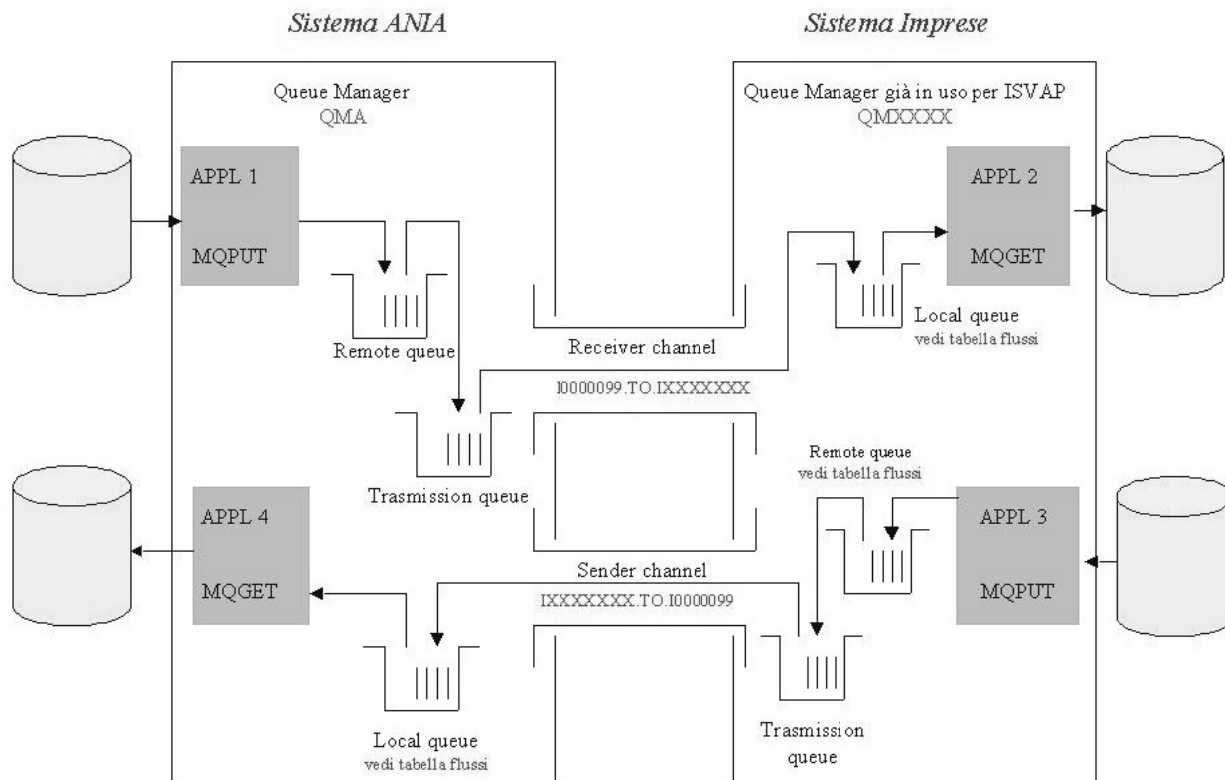 Sistema ANIA
Sistema Imprese
Queue Manager
QMA
Queue Manager già in uso per ISVAP
QMXXXX
APPL 1
MQPUT
APPL 2
MQGET
Remote queue
Receiver channel
Local queue
vedi tabella flussi
I0000099.TO.IXXXXXXX
Trasmission queue
Remote queue
vedi tabella flussi
APPL 4
MQGET
APPL 3
MQPUT
Sender channel
IXXXXXXX.TO.I0000099
Local queue
vedi tabella flussi
Trasmission
queue